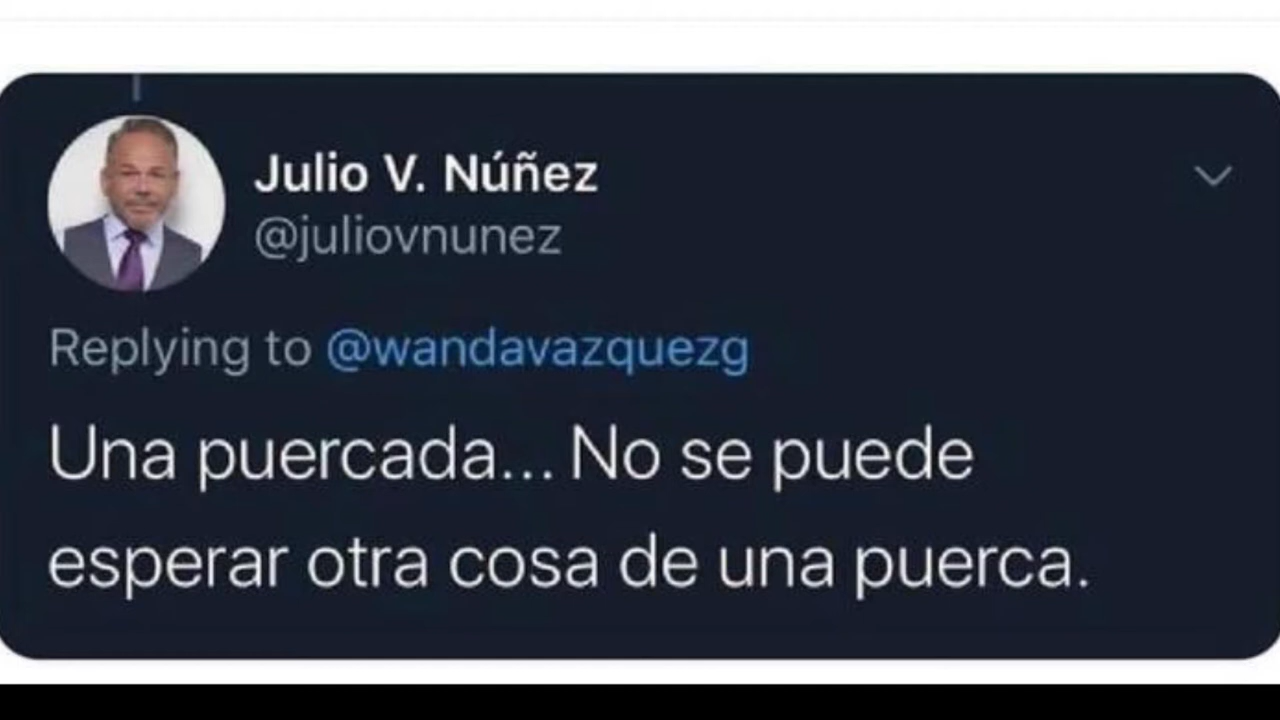 Julio V. Núñez
@juliovnunez
Replying to @wandavazquezg
Una puercada... No se puede
esperar otra cosa de una puerca.